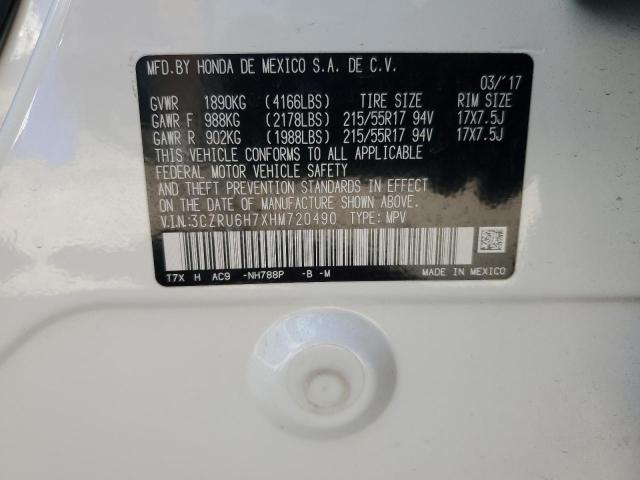 MFD.BY HONDA DE MEXICO S.A. DE C.V.
03/'17
GVWR 1890KG (4166LBS) TIRE SIZE RIM SIZE
GAWR F 988KG (2178LBS) 215/55R17 94V 17X7.5J
GAWR R 902KG (1988LBS) 215/55R17 94V 17X7.5J
THIS VEHICLE CONFORMS TO ALL APPLICABLE
FEDERAL MOTOR VEHICLE SAFETY
AND THEFT PREVENTION STANDARDS IN EFFECT
ON THE DATE OF MANUFACTURE SHOWN ABOVE.
V.I.N.:3CZRU6H7XHM720490 TYPE: MPV
T7X H AC9 -NH788P -B -M
MADE IN MEXICO